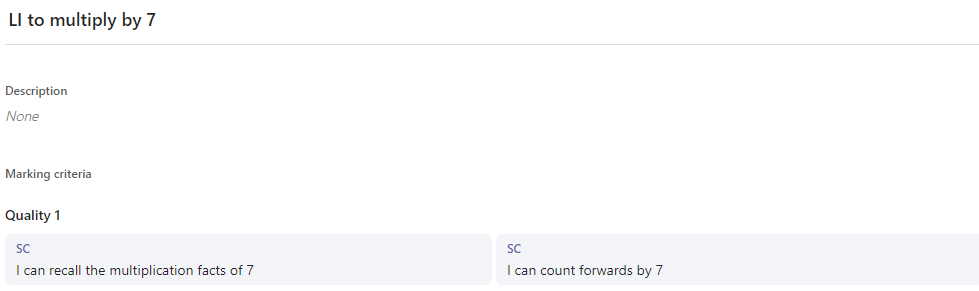 LI to multiply by 7
Description
None
Marking criteria
Quality 1
SC
I can recall the multiplication facts of 7
SC
I can count forwards by 7